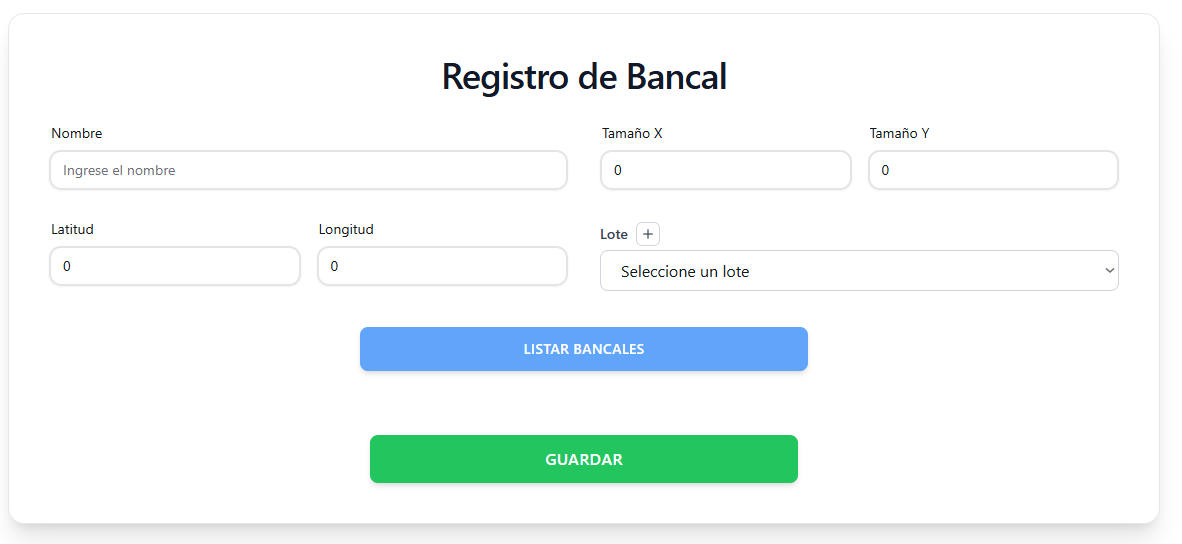 Registro de Bancal
Nombre
Tamaño X
Tamaño Y
Ingrese el nombre
0
0
Latitud
Longitud
Lote +
0
0
Seleccione un lote
LISTAR BANCALES
GUARDAR